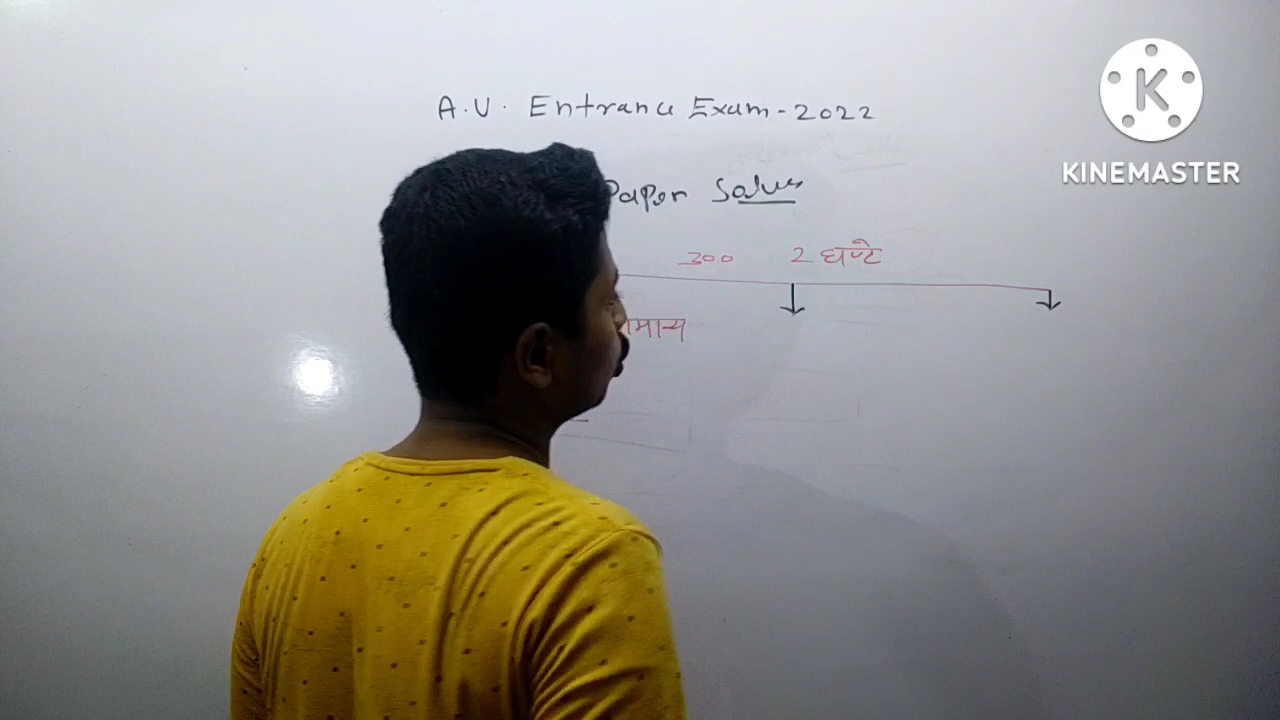 A.U. Entrance Exam-2022
Paper Solve
300 2 घण्टे
KINEMASTER